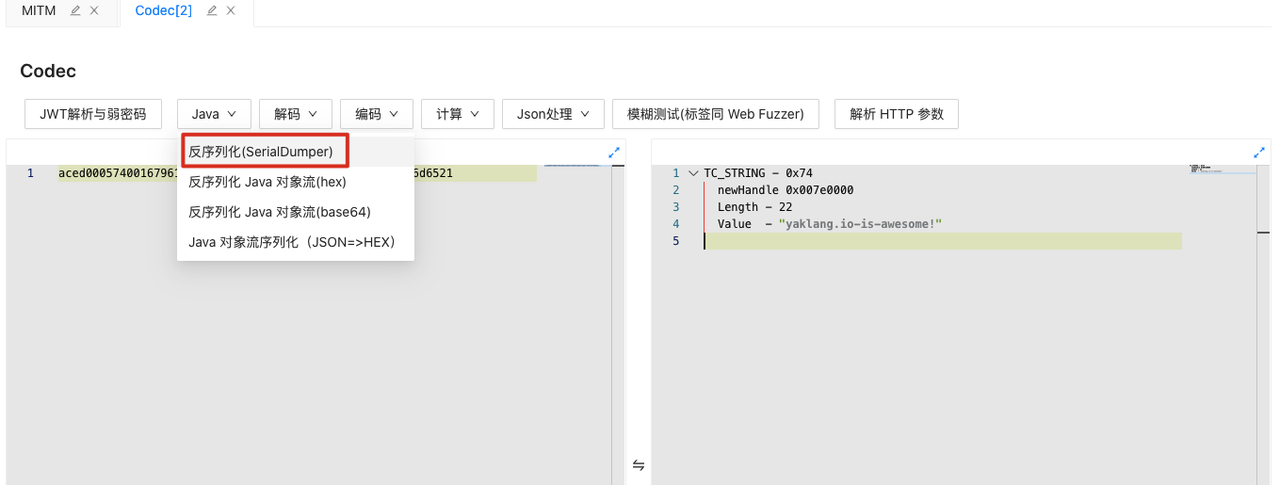 MITM
Codec[2]
Codec
JWT解析与弱密码
Java
解码
编码
计算
Json处理
模糊测试(标签同 Web Fuzzer)
解析 HTTP 参数
反序列化(SerialDumper)
反序列化 Java 对象流(hex)
反序列化 Java 对象流(base64)
Java 对象流序列化（JSON=>HEX）
1 aced00057400167961 6d6521
1 TC_STRING - 0x74
2 newHandle 0x007e0000
3 Length - 22
4 Value - "yaklang.io-is-awesome!"
5